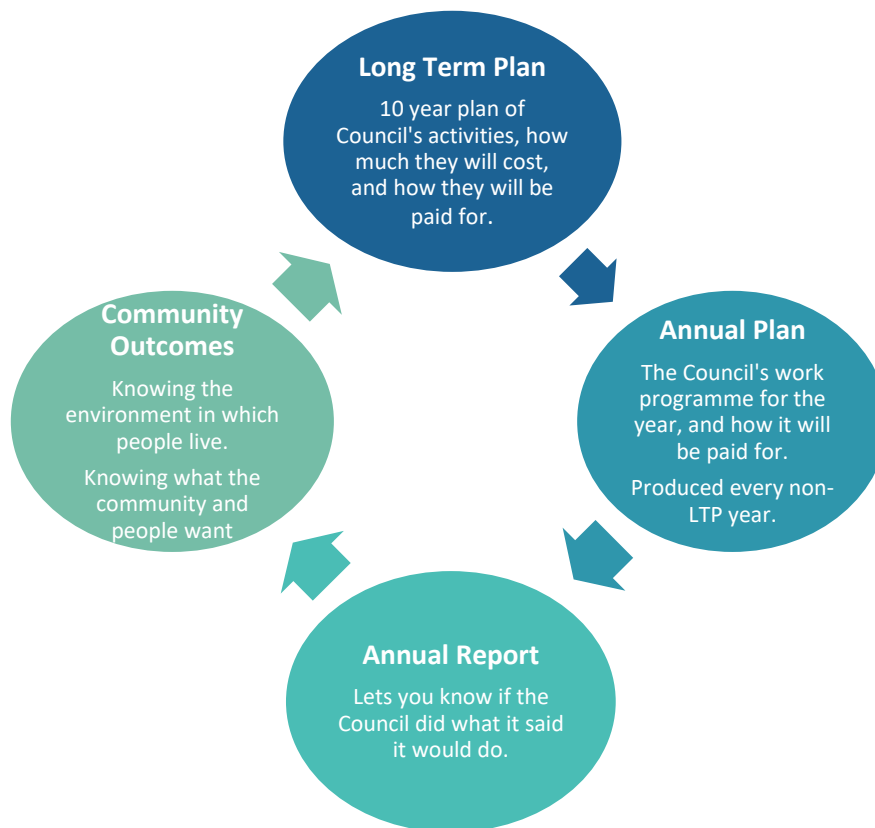 Long Term Plan
10 year plan of
Council's activities, how
much they will cost,
and how they will be
paid for.
Annual Plan
The Council's work
programme for the
year, and how it will
be paid for.
Produced every non-
LTP year.
Annual Report
Lets you know if the
Council did what it said
it would do.
Community
Outcomes
Knowing the
environment in which
people live.
Knowing what the
community and
people want